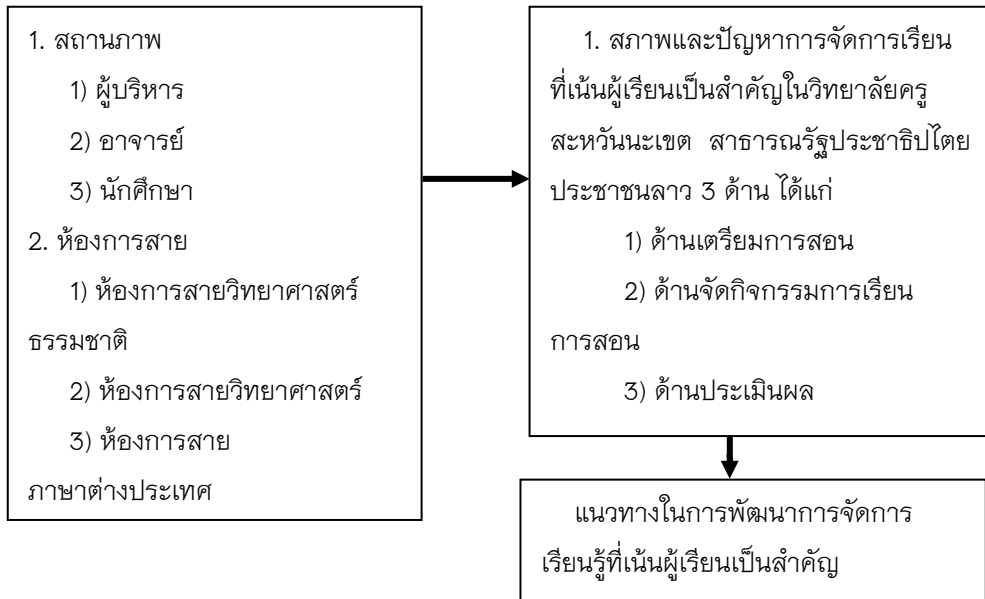 1. สถานภาพ
1) ผู้บริหาร
2) อาจารย์
3) นักศึกษา
2. ห้องการสาย
1) ห้องการสายวิทยาศาสตร์
ธรรมชาติ
2) ห้องการสายวิทยาศาสตร์
3) ห้องการสาย
ภาษาต่างประเทศ
1. สภาพและปัญหาการจัดการเรียน
ที่เน้นผู้เรียนเป็นสำคัญในวิทยาลัยครู
สะหวันนะเขต สาธารณรัฐประชาธิปไตย
ประชาชนลาว 3 ด้าน ได้แก่
1) ด้านเตรียมการสอน
2) ด้านจัดกิจกรรมการเรียน
การสอน
3) ด้านประเมินผล
แนวทางในการพัฒนาการจัดการ
เรียนรู้ที่เน้นผู้เรียนเป็นสำคัญ